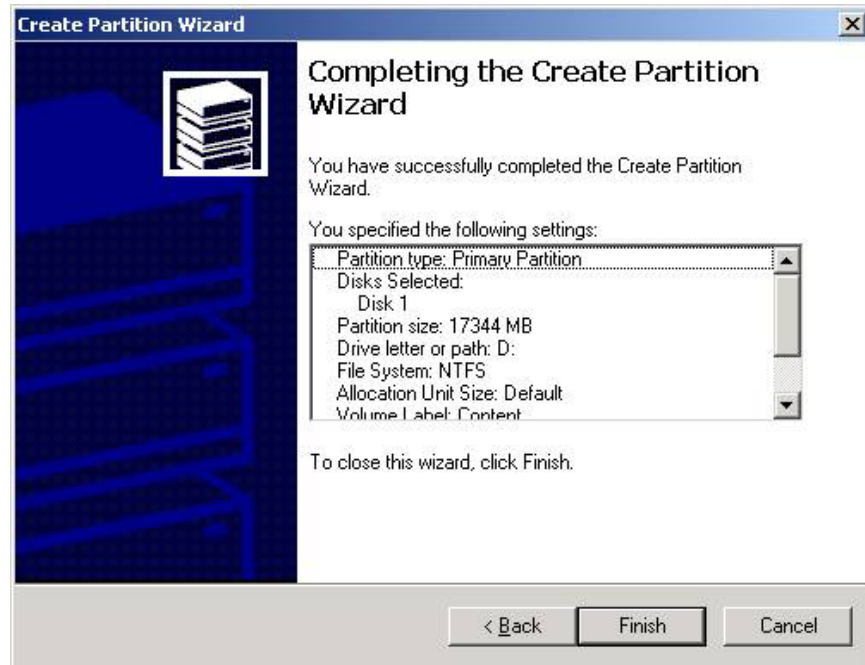 Create Partition Wizard
Completing the Create Partition
Wizard
You have successfully completed the Create Partition
Wizard.
You specified the following settings:
Partition type: Primary Partition
Disks Selected:
Disk 1
Partition size: 17344 MB
Drive letter or path: D:
File System: NTFS
Allocation Unit Size: Default
Volume Label: Content
To close this wizard, click Finish.
< Back
Finish
Cancel